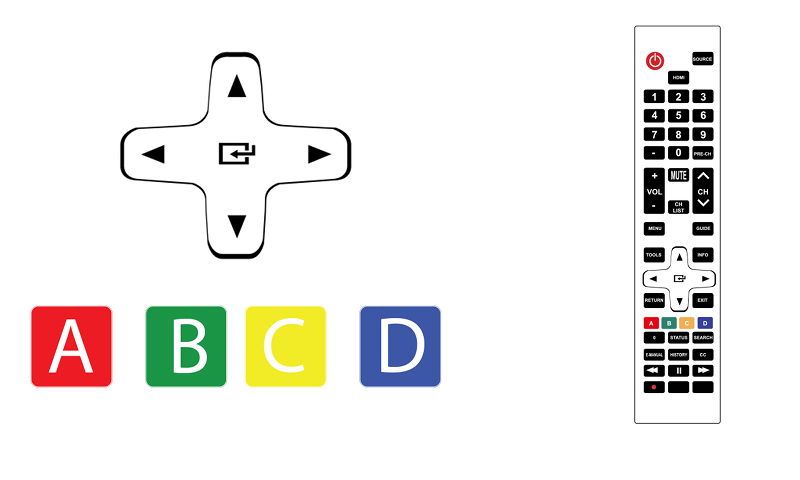 A B C D
SOURCE
HDMI
1 2 3
4 5 6
7 8 9
- 0 PRE-CH
+ MUTE
VOL CH
- CH LIST
MENU GUIDE
TOOLS INFO
RETURN EXIT
A B C D
0 STATUS SEARCH
E-MANUAL HISTORY CC